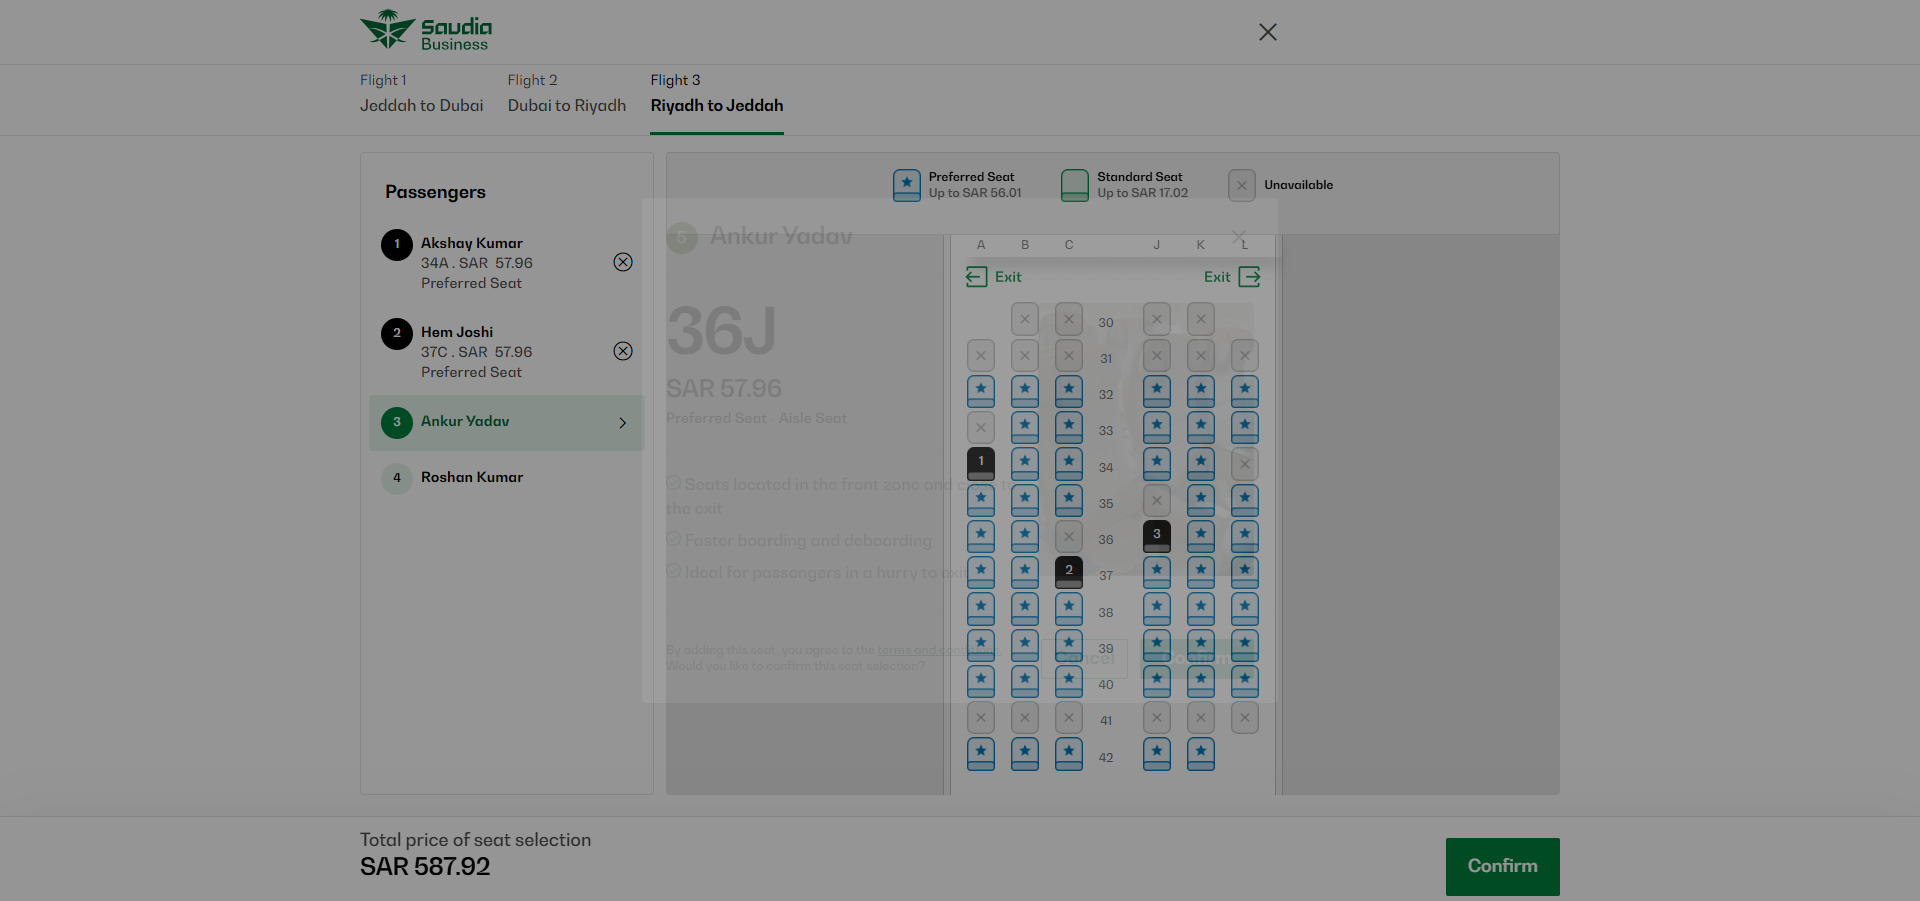 Saudia
Business
Flight 1
Jeddah to Dubai
Flight 2
Dubai to Riyadh
Flight 3
Riyadh to Jeddah
Passengers
1
Akshay Kumar
34A . SAR 57.96
Preferred Seat
2
Hem Joshi
37C . SAR 57.96
Preferred Seat
3
Ankur Yadav
4
Roshan Kumar
Preferred Seat
Up to SAR 56.01
Standard Seat
Up to SAR 17.02
Unavailable
5
Ankur Yadav
36J
SAR 57.96
Preferred Seat - Aisle Seat
Seats located in the front zone and close to
the exit
Faster boarding and deboarding
Ideal for passengers in a hurry to exit
By adding this seat, you agree to the terms and conditions.
Would you like to confirm this seat selection?
Cancel
Confirm
A B C J K L
Exit
Exit
30
31
32
33
1
34
35
3
36
2
37
38
39
40
41
42
Total price of seat selection
SAR 587.92
Confirm